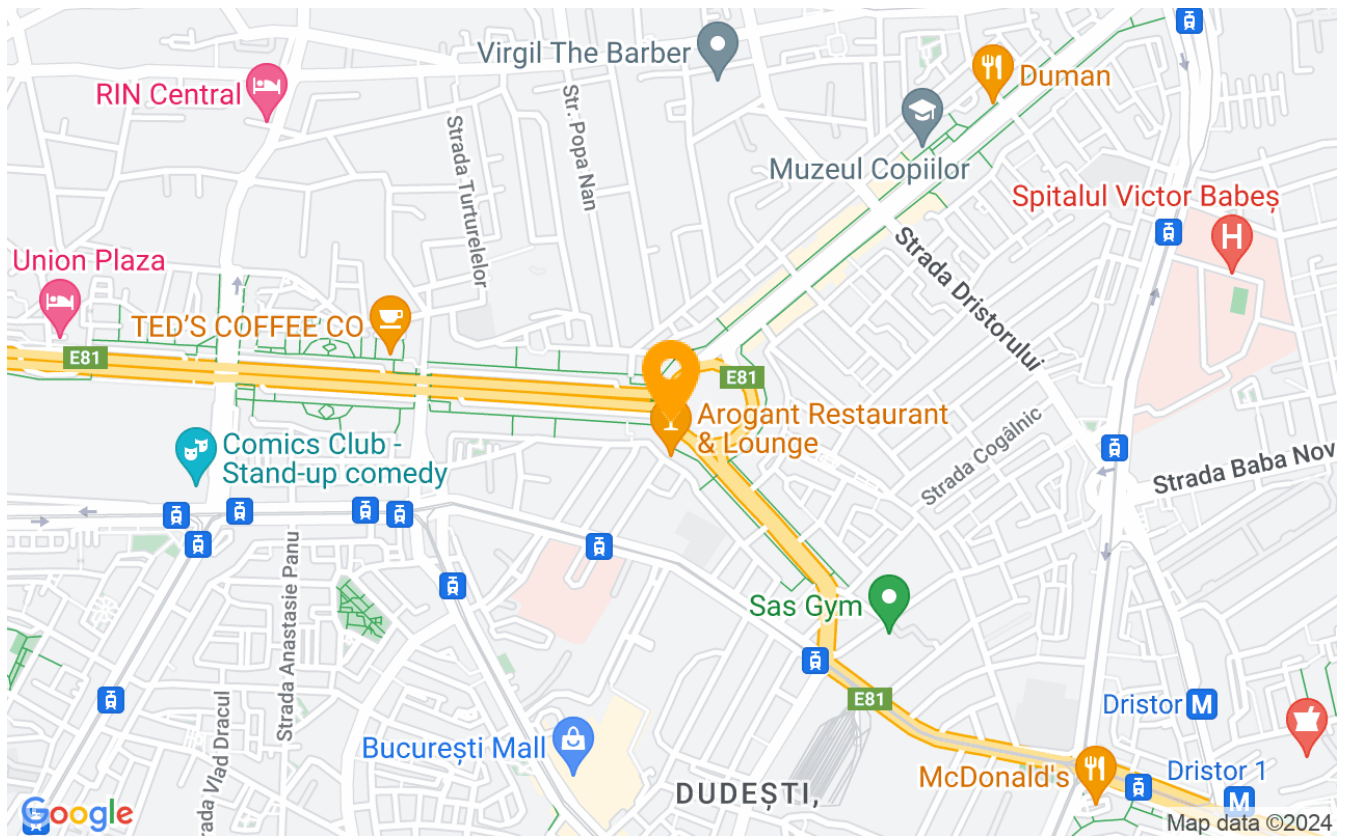 Virgil The Barber
Duman
RIN Central
Strada Turturelelor
Str. Popa Nan
Muzeul Copiilor
Spitalul Victor Babeș
H
Union Plaza
Strada Dristorului
TED'S COFFEE CO
E81
E81
Arogant Restaurant
& Lounge
Strada Cogâlnic
Comics Club -
Stand-up comedy
Strada Baba Nov
Strada Anastasie Panu
Sas Gym
E81
Dristor M
rada Vlad Dracul
București Mall
McDonald's
Dristor 1
M
DUDEȘTI,
Google
Map data ©2024